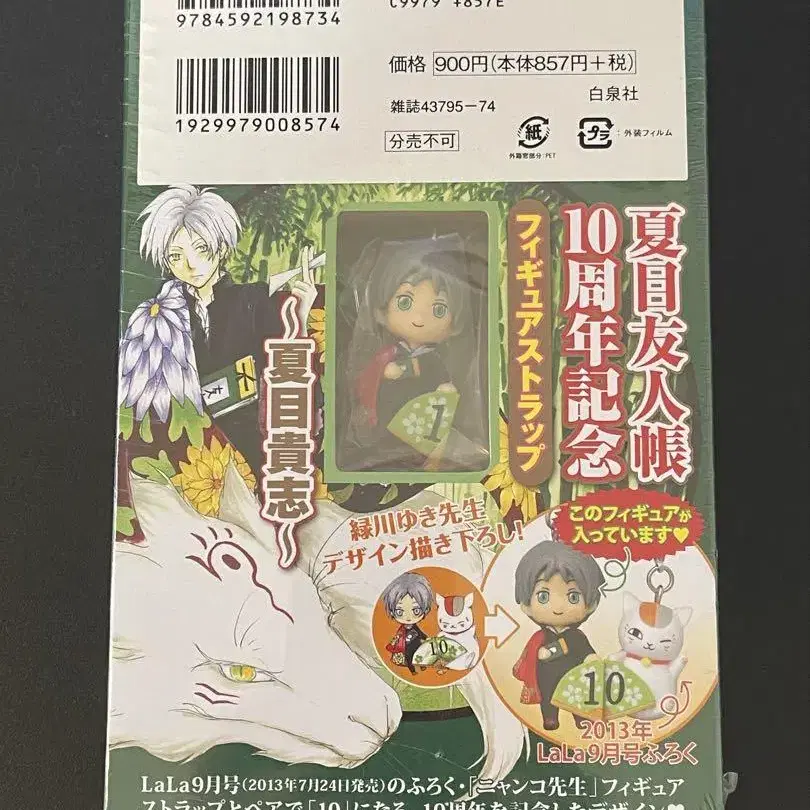 9784592198734
C9979 ¥857E
1929979008574
価格 900円(本体857円+税)
雑誌43795-74
白泉社
分売不可
紙
外箱窓部分:PET
プラ
:外装フィルム
夏目友人帳
10周年記念
フィギュアストラップ
~夏目貴志~
友
1
緑川ゆき先生
デザイン描き下ろし!
このフィギュアが
入っています♥
10
10
2013年
LaLa9月号ふろく
LaLa9月号(2013年7月24日発売)のふろく・「ニャンコ先生」フィギュア
ストラップとペアで「10」になる、10周年を記念したデザイン♥